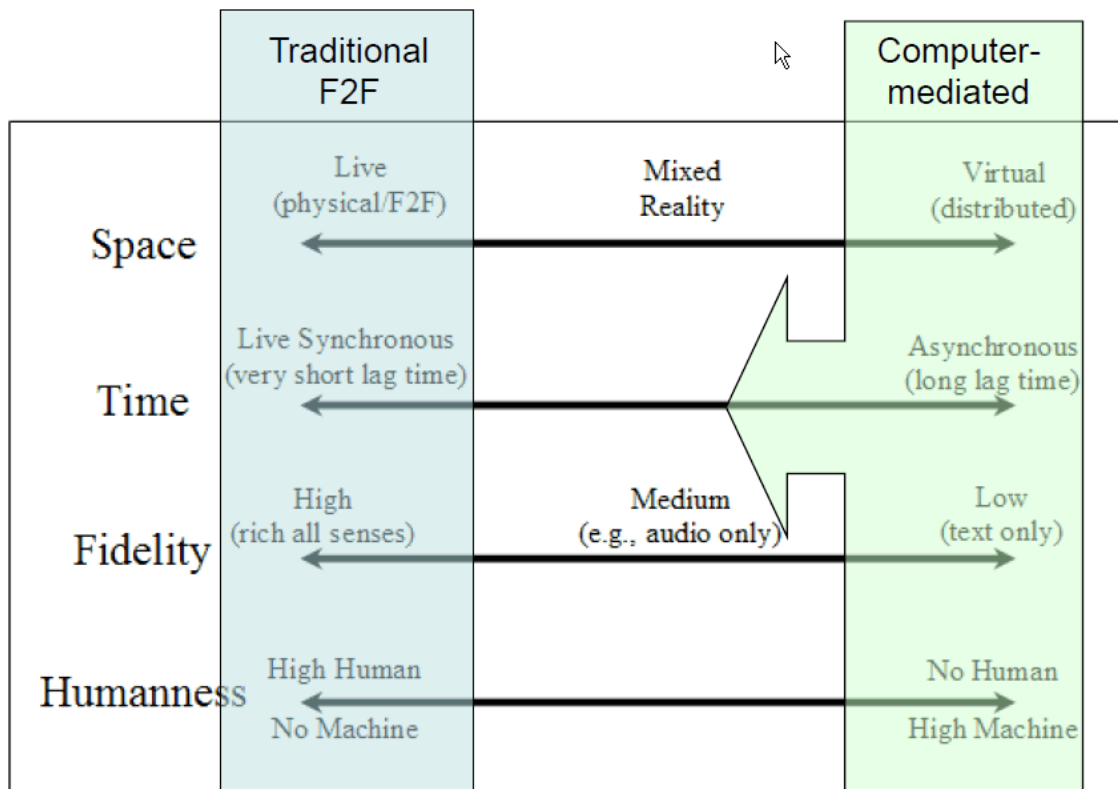 Traditional
F2F
Computer-
mediated
Live
(physical/F2F)
Mixed
Reality
Virtual
(distributed)
Space
Live Synchronous
(very short lag time)
Asynchronous
(long lag time)
Time
High
(rich all senses)
Medium
(e.g., audio only)
Low
(text only)
Fidelity
High Human
No Machine
No Human
High Machine
Humanness